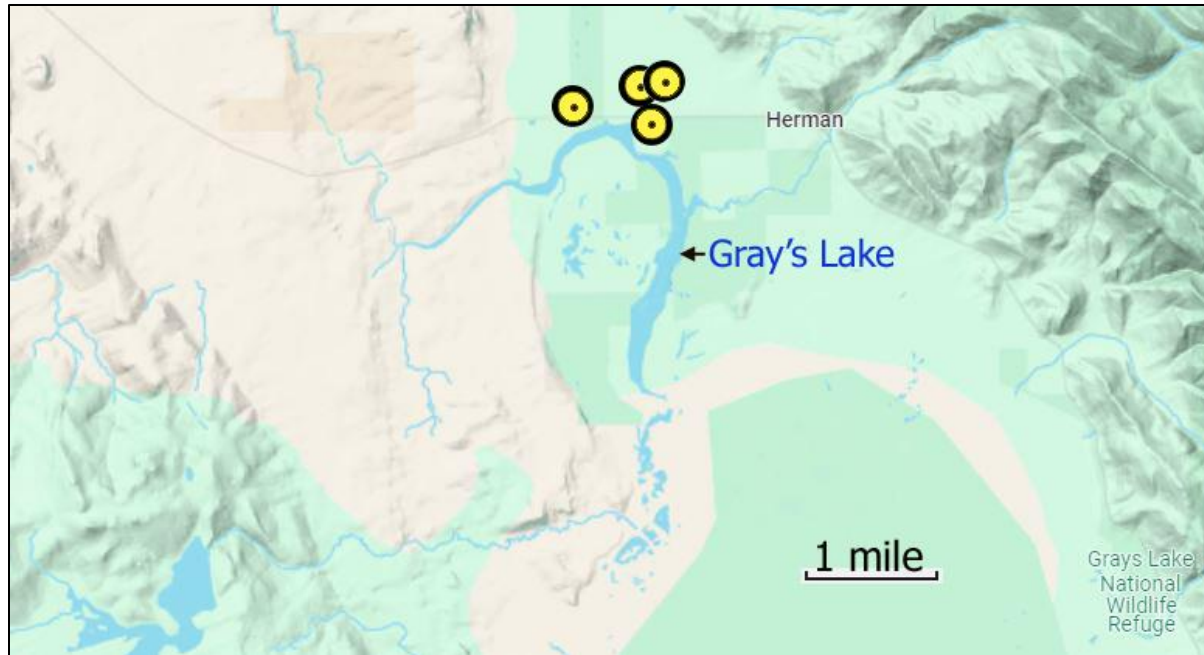 Herman
Gray's Lake
1 mile
Grays Lake
National
Wildlife
Refuge